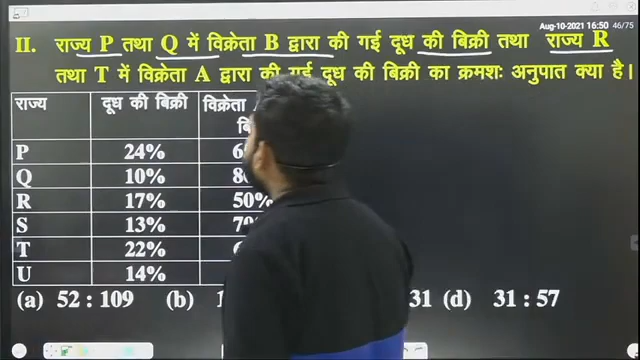 Aug-10-2021 16:50 46/75
II. राज्य P तथा Q में विक्रेता B द्वारा की गई दूध की बिक्री तथा राज्य R
तथा T में विक्रेता A द्वारा की गई दूध की बिक्री का क्रमशः अनुपात क्या है।
राज्य दूध की बिक्री विक्रेता
P 24%
Q 10%
R 17% 50%
S 13%
T 22%
U 14%
(a) 52 : 109 (b) 31 (d) 31 : 57